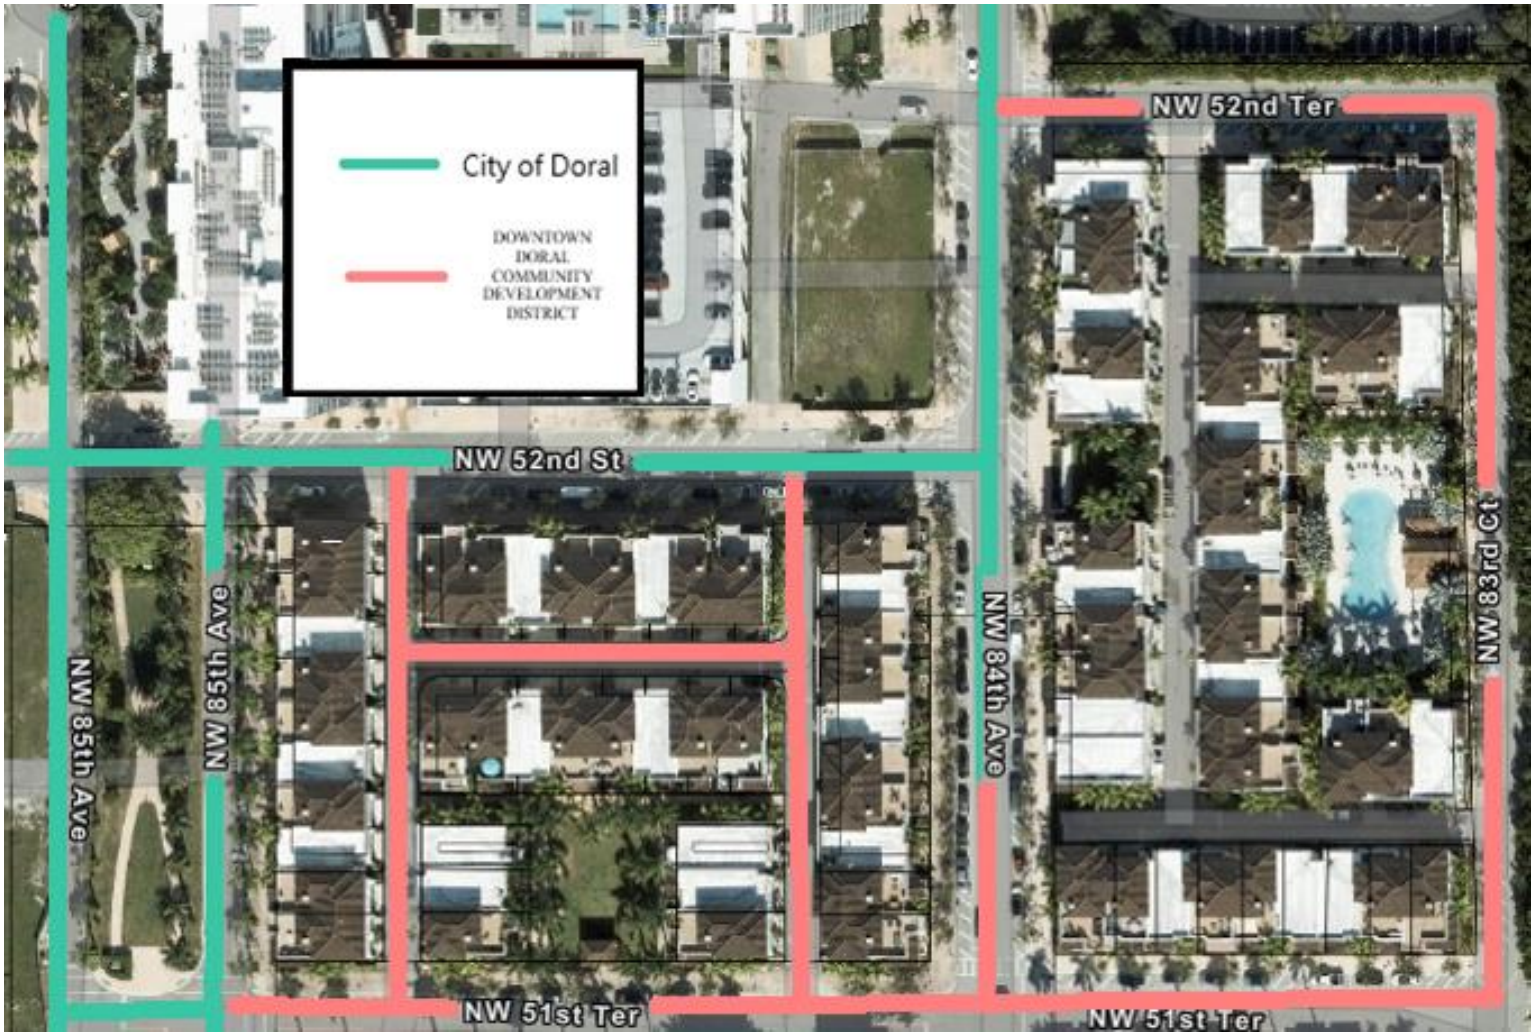 City of Doral
DOWNTOWN
DORAL
COMMUNITY
DEVELOPMENT
DISTRICT
NW 52nd Ter
NW 52nd St
NW 83rd Ct
NW 85th Ave
NW 85th Ave
NW 84th Ave
NW 51st Ter
NW 51st Ter